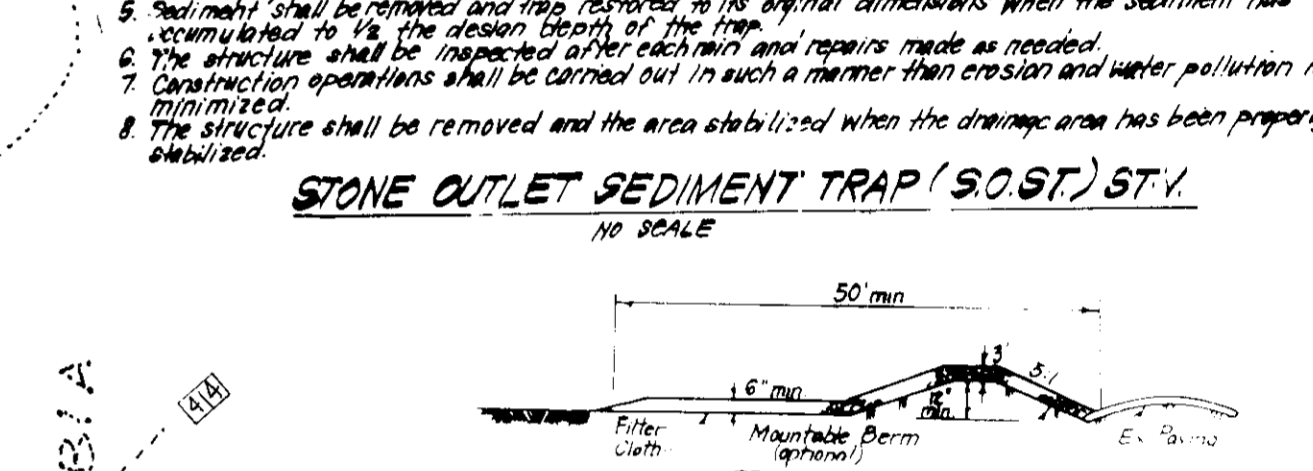 5. Sediment shall be removed and trap restored to its original dimensions when the sediment has
accumulated to 1/2 the design depth of the trap.
6. The structure shall be inspected after each rain and repairs made as needed.
7. Construction operations shall be carried out in such a manner than erosion and water pollution
minimized.
8. The structure shall be removed and the area stabilized when the drainage area has been properly
stabilized.
STONE OUTLET SEDIMENT TRAP (S.O.S.T.) ST-V.
NO SCALE
50' min
3'
5:1
6" min
12"
min.
414
Filter
Cloth
Mountable Berm
(optional)
Ex. Paving